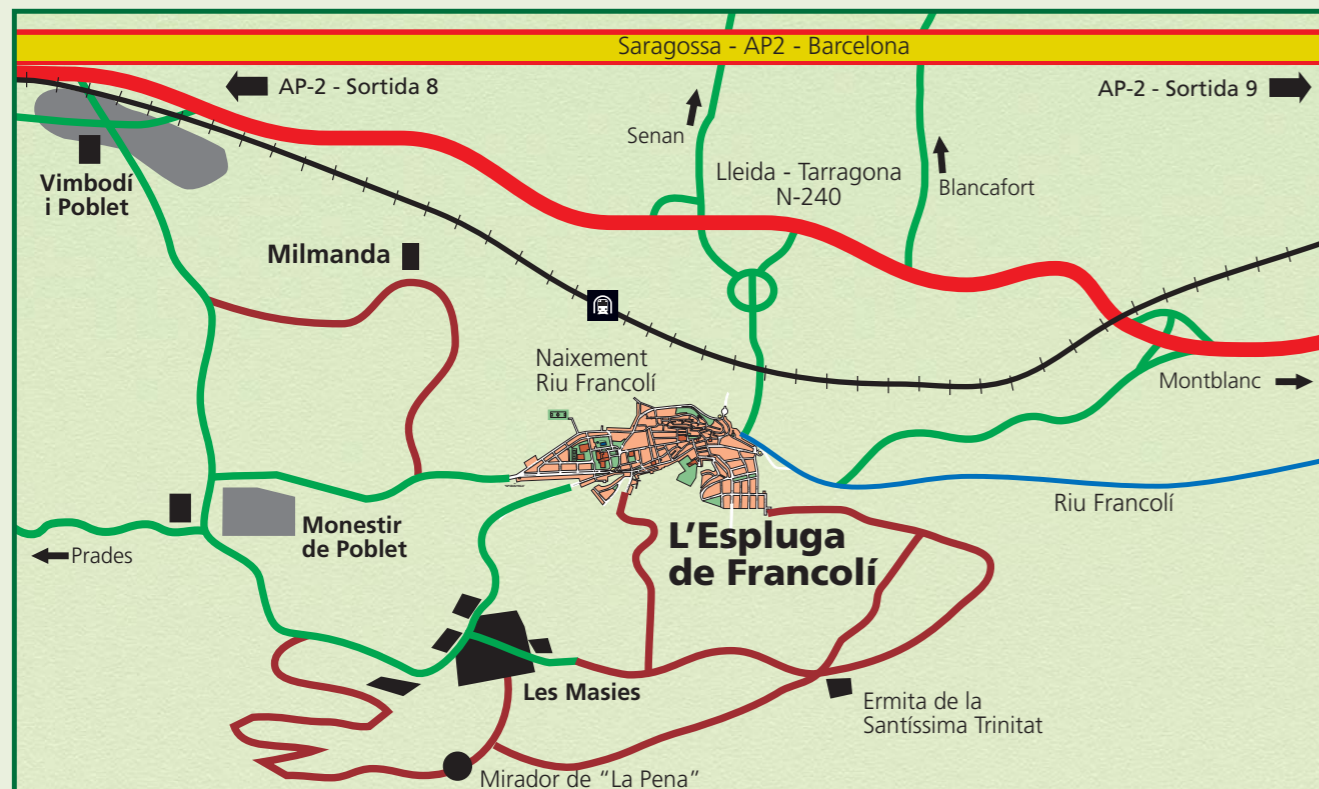 Saragossa - AP2 - Barcelona
AP-2 - Sortida 8
AP-2 - Sortida 9
Senan
Lleida - Tarragona
N-240
Blancafort
Vimbodí
i Poblet
Milmanda
Naixement
Riu Francolí
Montblanc
Riu Francolí
Monestir
de Poblet
L'Espluga
de Francolí
Prades
Les Masies
Ermita de la
Santíssima Trinitat
Mirador de “La Pena”